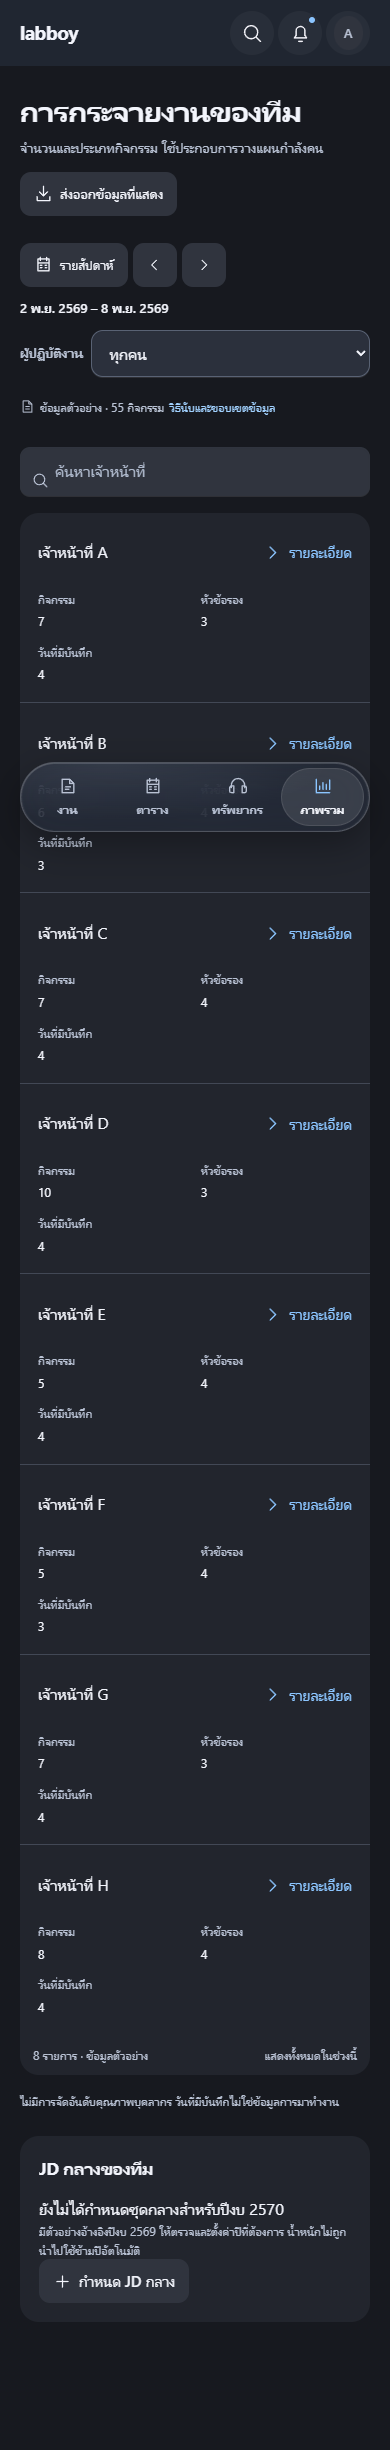 labboy
A
การกระจายงานของทีม
จำนวนและประเภทกิจกรรม ใช้ประกอบการวางแผนกำลังคน
ส่งออกข้อมูลที่แสดง
รายสัปดาห์
2 พ.ย. 2569 – 8 พ.ย. 2569
ผู้ปฏิบัติงาน ทุกคน
ข้อมูลตัวอย่าง · 55 กิจกรรม วิธีนับและขอบเขตข้อมูล
ค้นหาเจ้าหน้าที่
เจ้าหน้าที่ A รายละเอียด
กิจกรรม หัวข้อรอง
7 3
วันที่มีบันทึก
4
เจ้าหน้าที่ B รายละเอียด
งาน ตาราง ทรัพยากร ภาพรวม
วันที่มีบันทึก
3
เจ้าหน้าที่ C รายละเอียด
กิจกรรม หัวข้อรอง
7 4
วันที่มีบันทึก
4
เจ้าหน้าที่ D รายละเอียด
กิจกรรม หัวข้อรอง
10 3
วันที่มีบันทึก
4
เจ้าหน้าที่ E รายละเอียด
กิจกรรม หัวข้อรอง
5 4
วันที่มีบันทึก
4
เจ้าหน้าที่ F รายละเอียด
กิจกรรม หัวข้อรอง
5 4
วันที่มีบันทึก
3
เจ้าหน้าที่ G รายละเอียด
กิจกรรม หัวข้อรอง
7 3
วันที่มีบันทึก
4
เจ้าหน้าที่ H รายละเอียด
กิจกรรม หัวข้อรอง
8 4
วันที่มีบันทึก
4
8 รายการ · ข้อมูลตัวอย่าง แสดงทั้งหมดในช่วงนี้
ไม่มีการจัดอันดับคุณภาพบุคลากร วันที่มีบันทึกไม่ใช่ข้อมูลการมาทำงาน
JD กลางของทีม
ยังไม่ได้กำหนดชุดกลางสำหรับปีงบ 2570
มีตัวอย่างอ้างอิงปีงบ 2569 ให้ตรวจและตั้งค่าปีที่ต้องการ น้ำหนักไม่ถูก
นำไปใช้ข้ามปีอัตโนมัติ
กำหนด JD กลาง